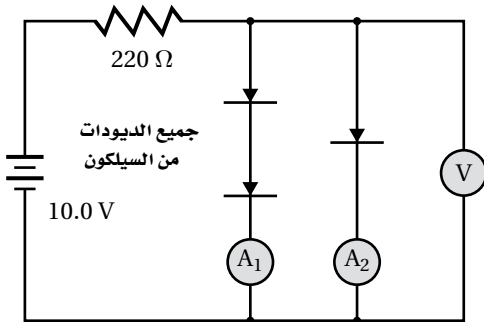 220 Ω
جميع الديودات
من السيلكون
10.0 V
A₁
A₂
V